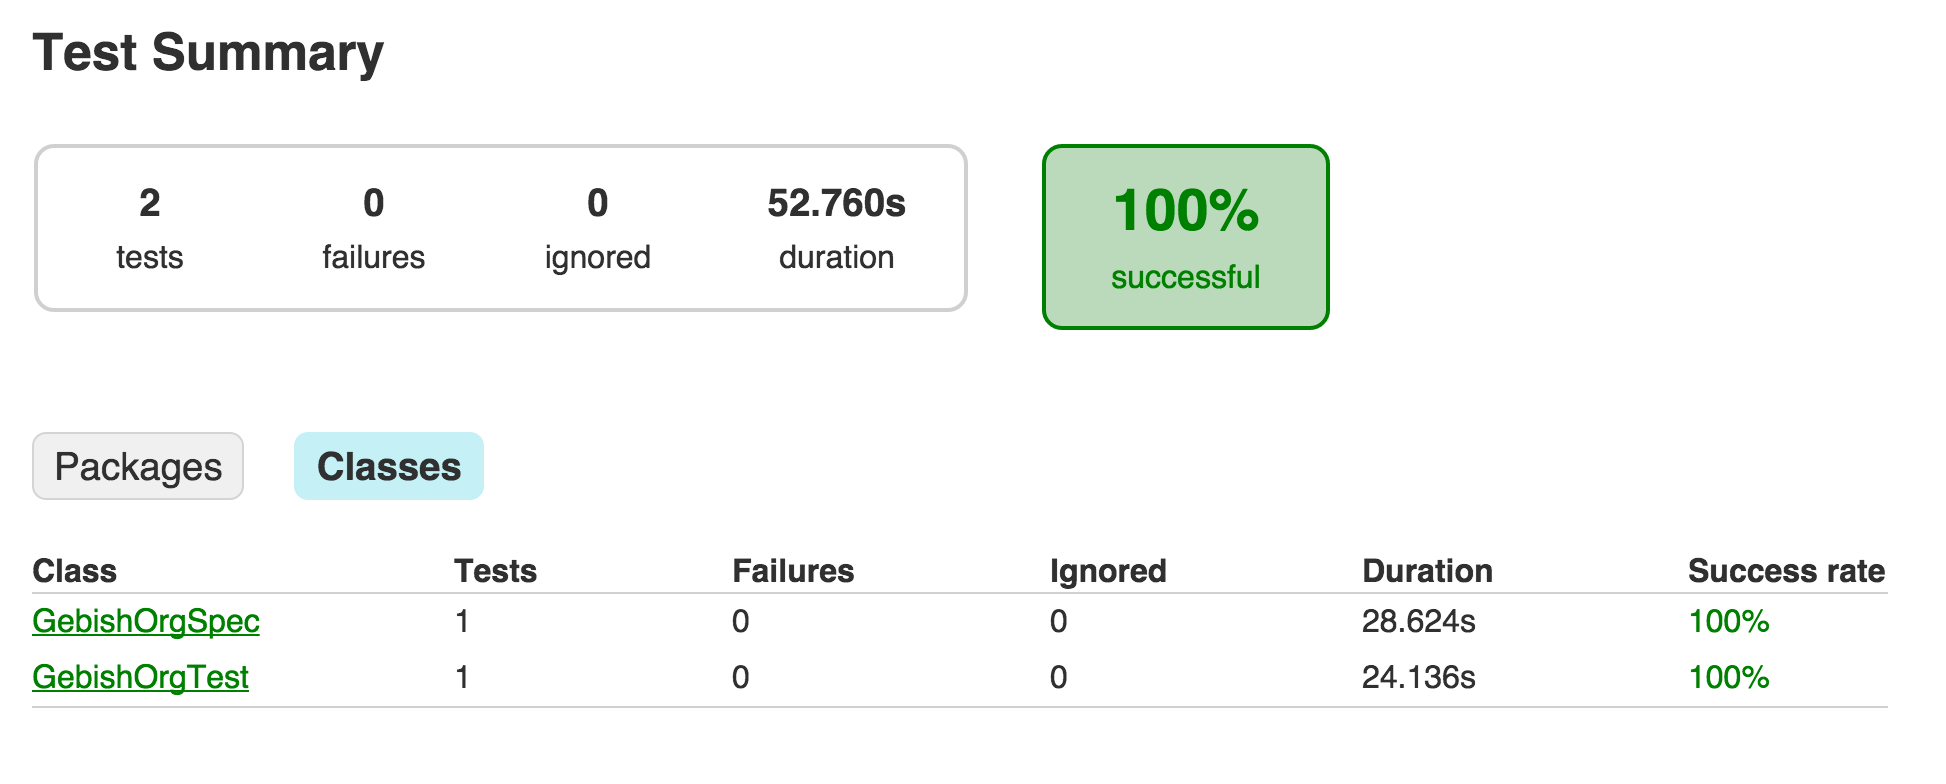 Test Summary
2 0 0 52.760s
tests failures ignored duration
100%
successful
Packages Classes
Class Tests Failures Ignored Duration Success rate
GebishOrgSpec 1 0 0 28.624s 100%
GebishOrgTest 1 0 0 24.136s 100%